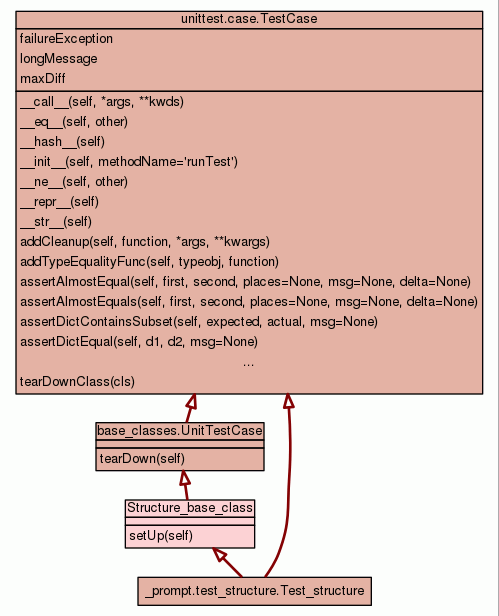 unittest.case.TestCase
failureException
longMessage
maxDiff
__call__(self, *args, **kwds)
__eq__(self, other)
__hash__(self)
__init__(self, methodName='runTest')
__ne__(self, other)
__repr__(self)
__str__(self)
addCleanup(self, function, *args, **kwargs)
addTypeEqualityFunc(self, typeobj, function)
assertAlmostEqual(self, first, second, places=None, msg=None, delta=None)
assertAlmostEquals(self, first, second, places=None, msg=None, delta=None)
assertDictContainsSubset(self, expected, actual, msg=None)
assertDictEqual(self, d1, d2, msg=None)
...
tearDownClass(cls)
base_classes.UnitTestCase
tearDown(self)
Structure_base_class
setUp(self)
_prompt.test_structure.Test_structure